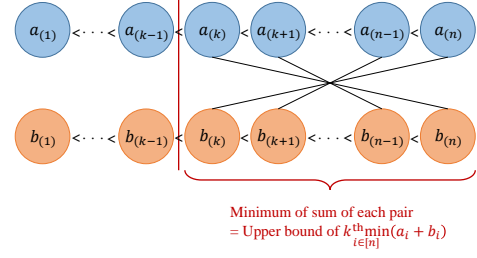 a(1) < · · · < a(k−1) < a(k) < a(k+1) < · · · < a(n−1) < a(n)
b(1) < · · · < b(k−1) < b(k) < b(k+1) < · · · < b(n−1) < b(n)
Minimum of sum of each pair
= Upper bound of kth min i∈[n] (ai + bi)